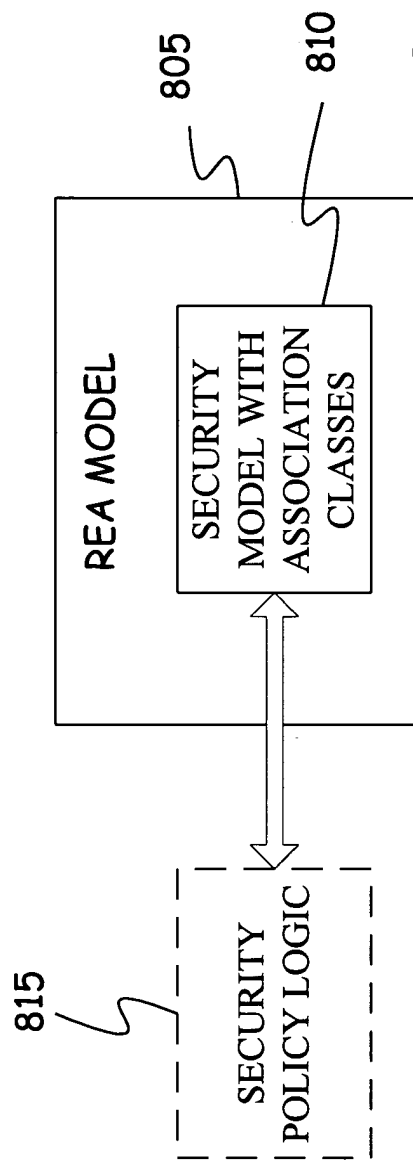 815
SECURITY
POLICY LOGIC
REA MODEL
SECURITY
MODEL WITH
ASSOCIATION
CLASSES
805
810